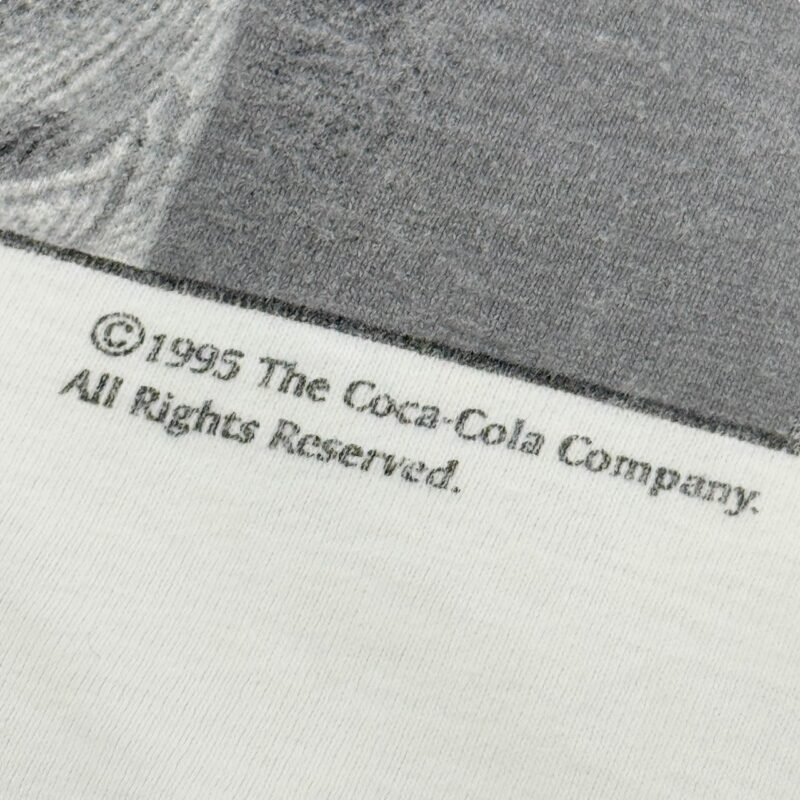 ©1995 The Coca-Cola Company.
All Rights Reserved.